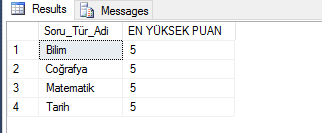 Results Messages
Soru_Tür_Adi EN YÜKSEK PUAN
1 Bilim 5
2 Coğrafya 5
3 Matematik 5
4 Tarih 5